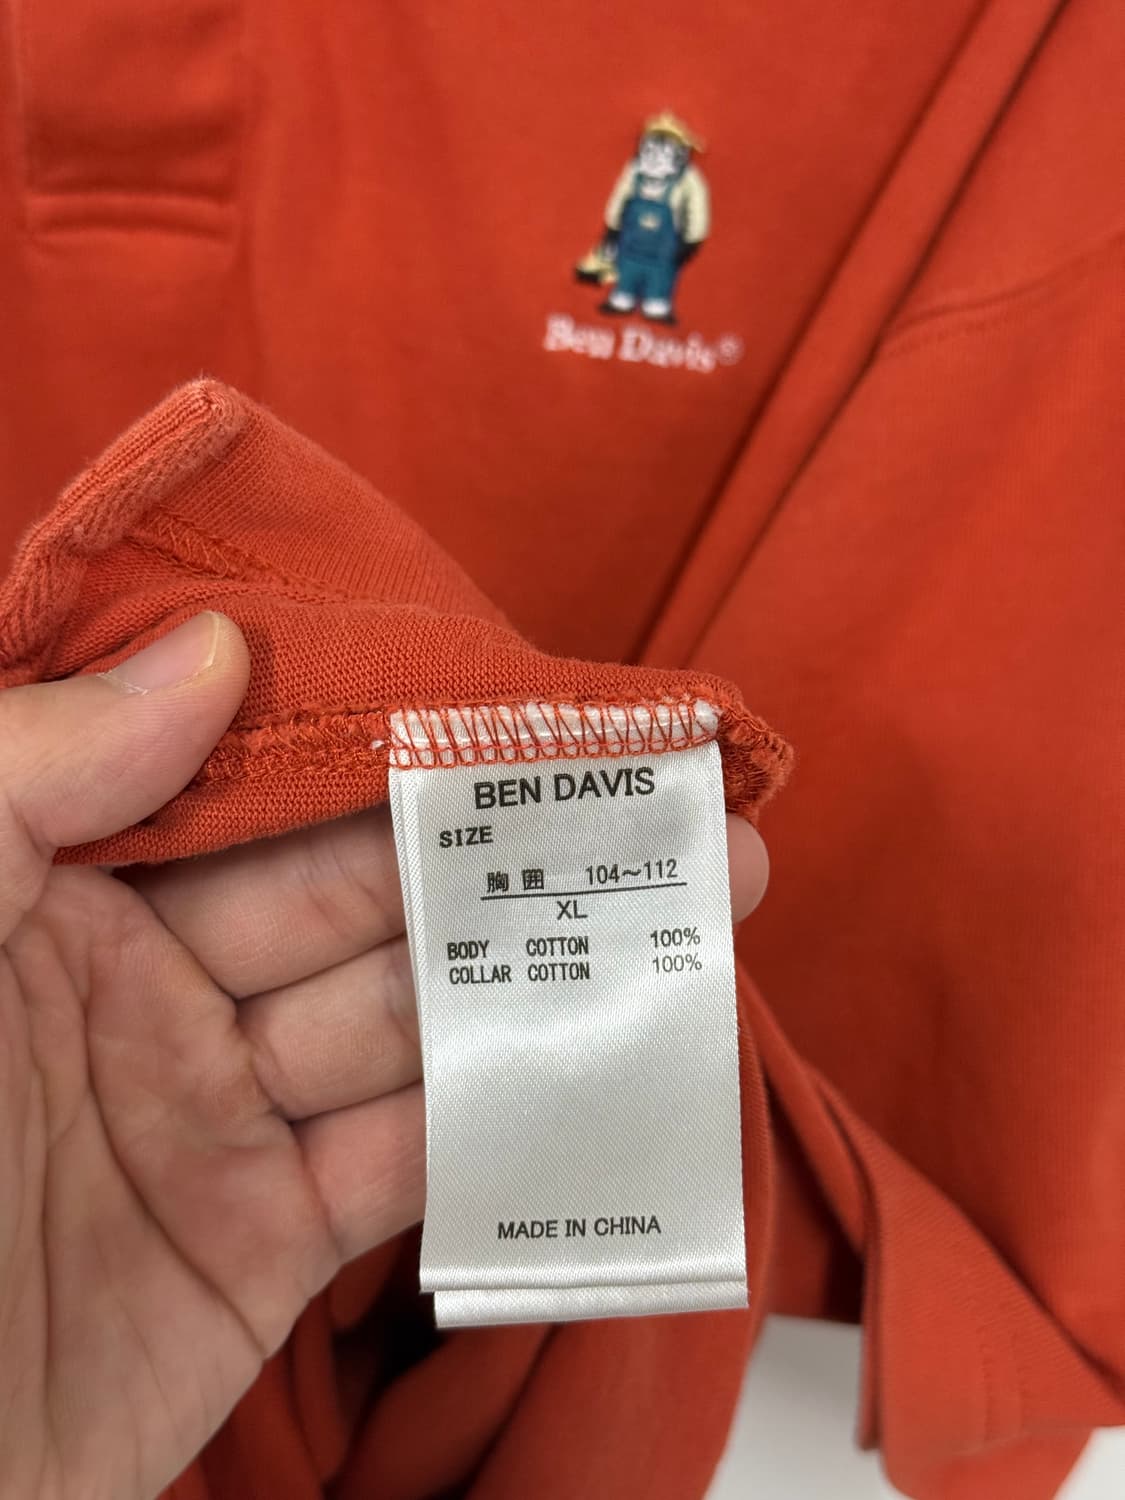 Ben Davis®
BEN DAVIS
SIZE
胸囲 104~112
XL
BODY COTTON 100%
COLLAR COTTON 100%
MADE IN CHINA